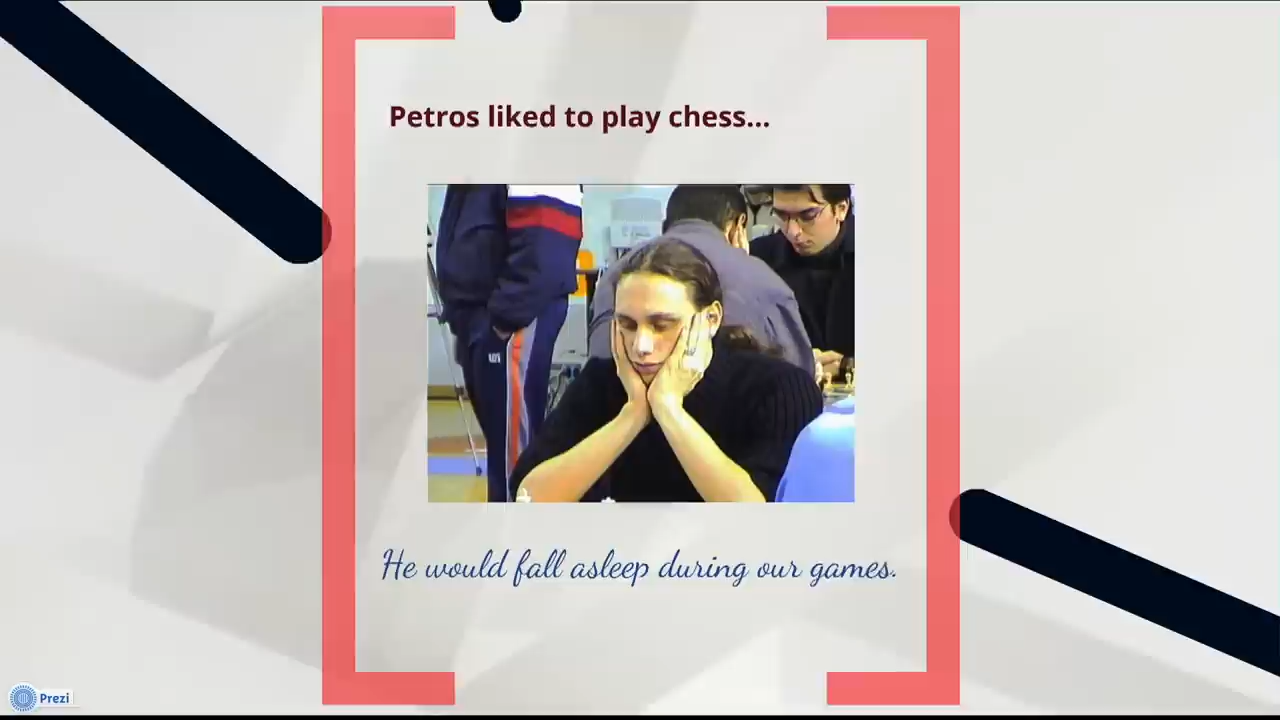 Petros liked to play chess...
He would fall asleep during our games.
Prezi